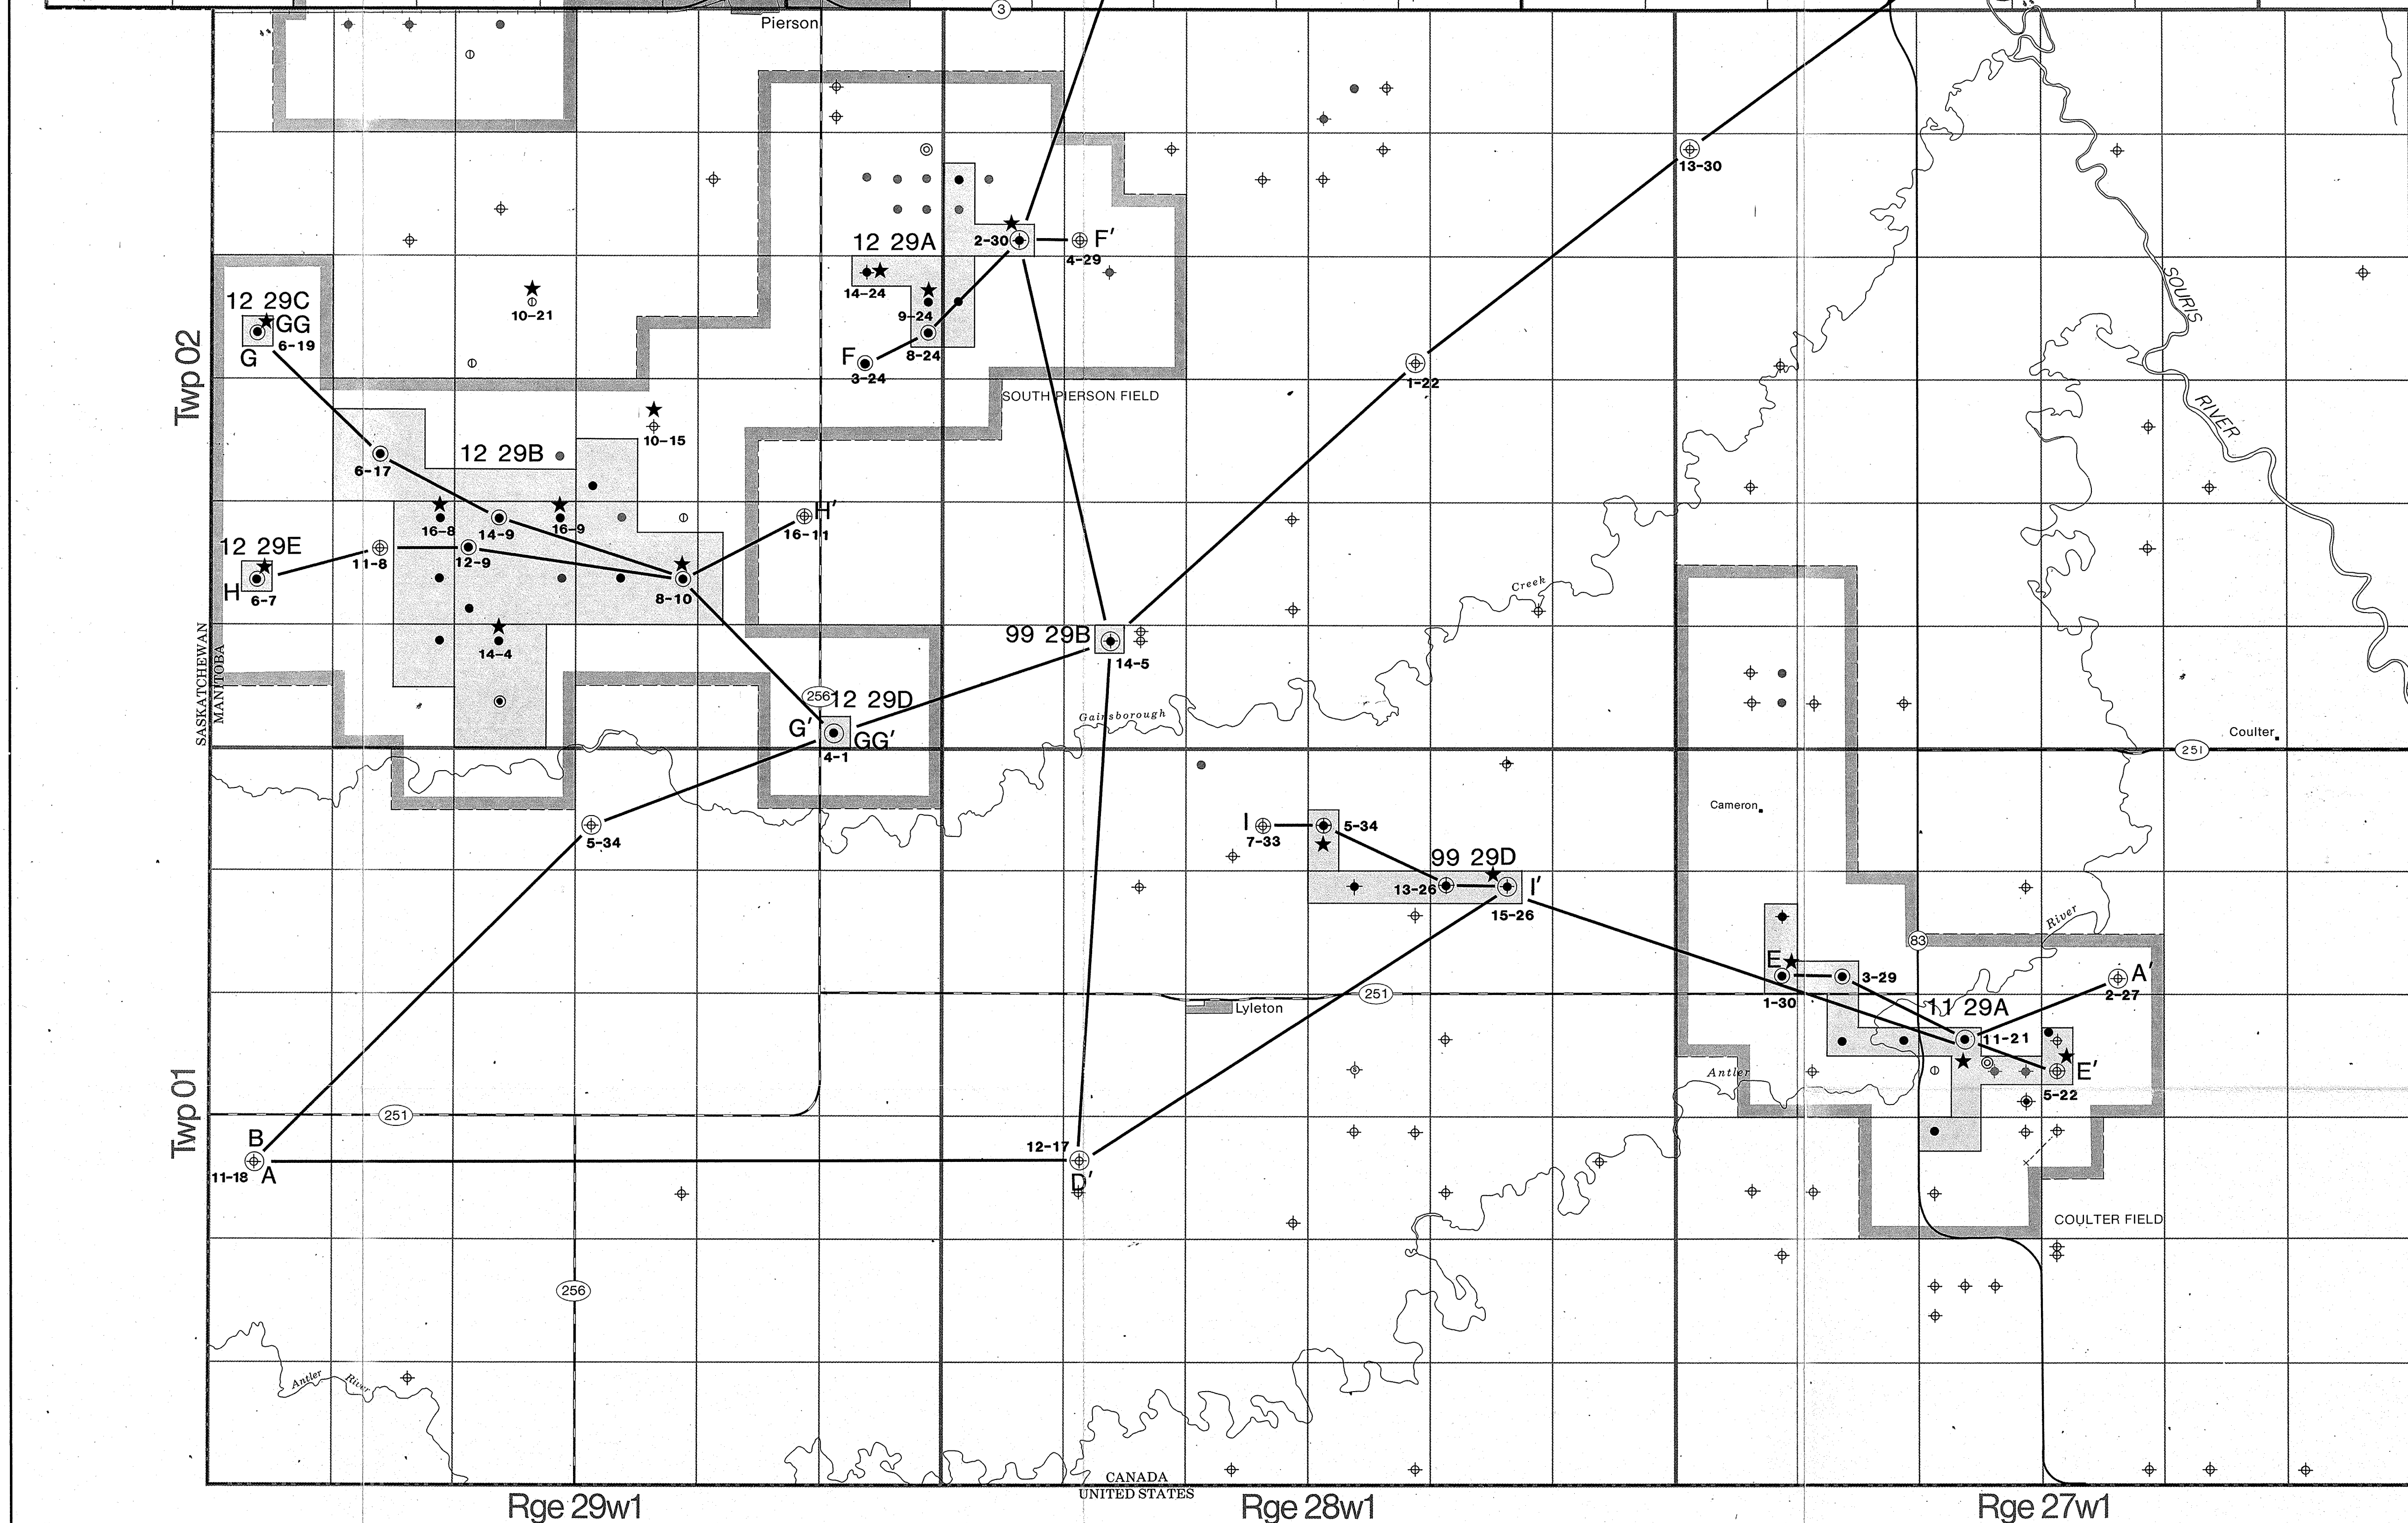 3
Pierson
13-30
12 29A
2-30
F'
4-29
14-24
9-24
8-24
F
3-24
12 29C
GG
6-19
G
10-21
Twp 02
SOURIS
RIVER
1-22
SOUTH PIERSON FIELD
10-15
12 29B
6-17
16-8
14-9
16-9
H'
16-11
12 29E
11-8
12-9
H
6-7
8-10
Creek
14-4
99 29B
14-5
SASKATCHEWAN
MANITOBA
256
12 29D
Gainsborough
G'
GG'
4-1
Coulter
251
Cameron
5-34
I
7-33
5-34
99 29D
13-26
I'
15-26
83
River
E
3-29
1-30
A'
2-27
251
Lyleton
11 29A
11-21
E'
5-22
Antler
Twp 01
251
B
11-18
A
12-17
D'
COULTER FIELD
256
Antler
River
CANADA
UNITED STATES
Rge 29w1
Rge 28w1
Rge 27w1